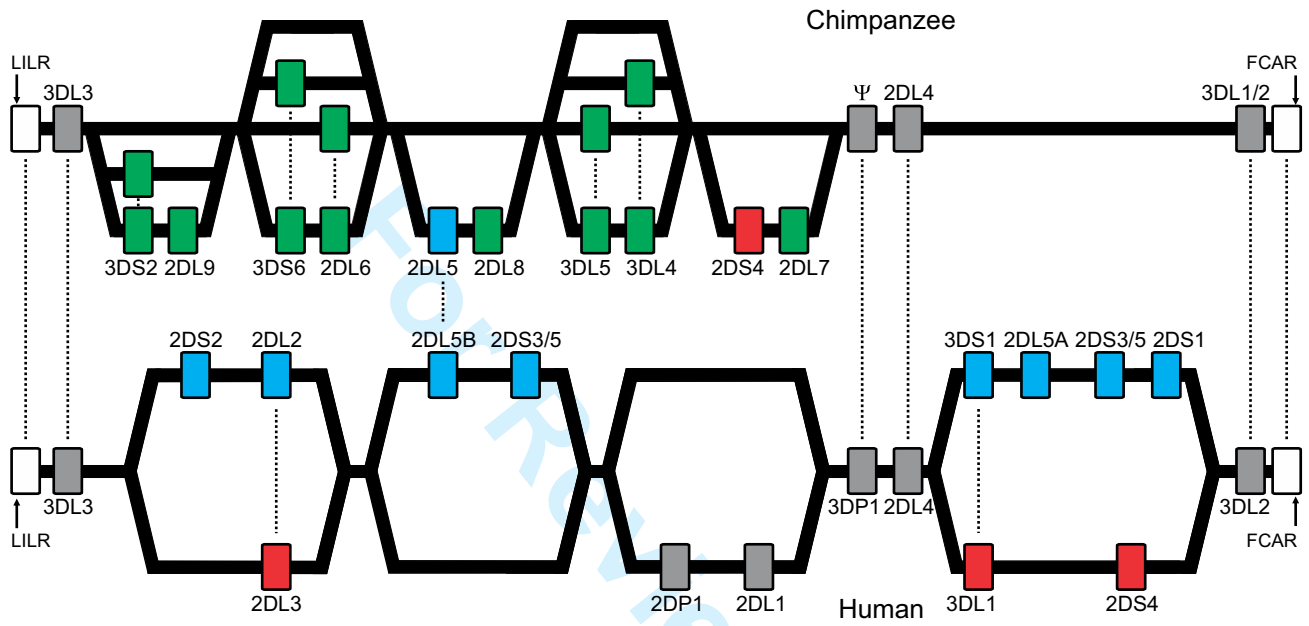 Chimpanzee
LILR
FCAR
3DL3
Ψ
2DL4
3DL1/2
3DS2 2DL9
3DS6 2DL6
2DL5 2DL8
3DL5 3DL4
2DS4 2DL7
2DS2 2DL2
2DL5B 2DS3/5
3DS1 2DL5A 2DS3/5 2DS1
3DL3
3DP1 2DL4
3DL2
LILR
FCAR
2DL3
2DP1 2DL1
3DL1 2DS4
Human
For Review